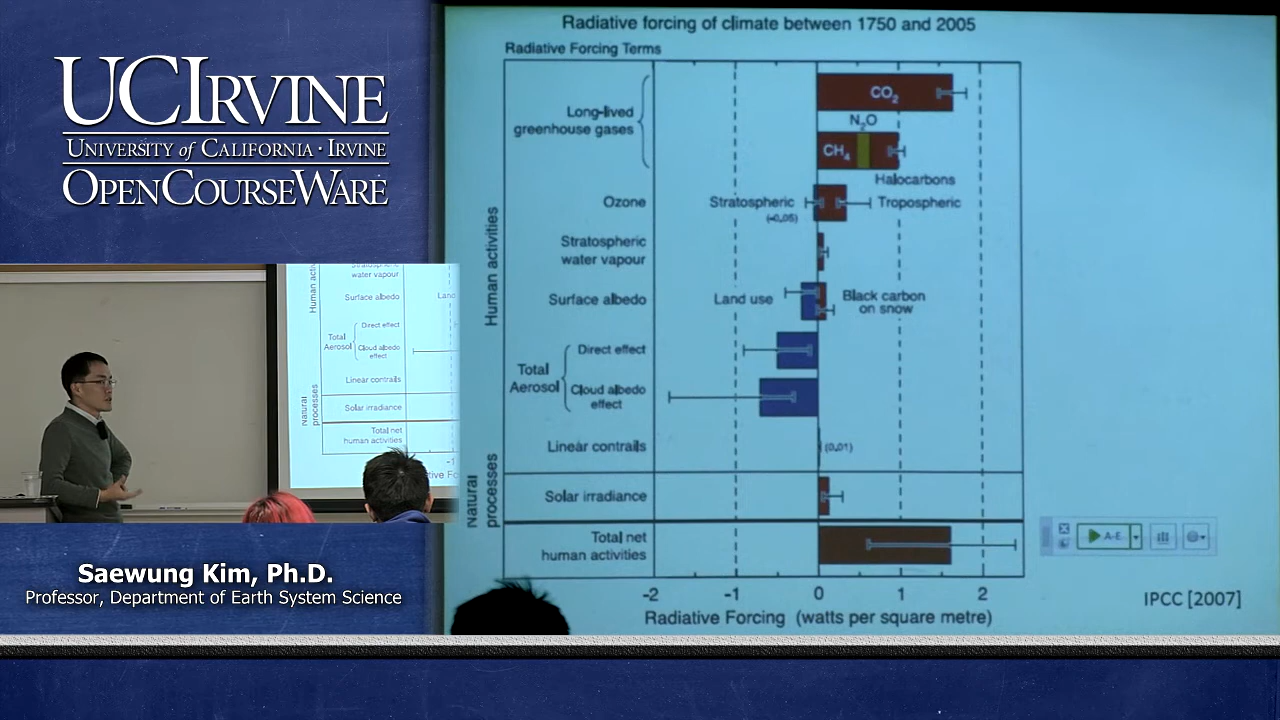 UCIRVINE
UNIVERSITY of CALIFORNIA · IRVINE
OPENCOURSEWARE
Human
Surface albedo
Land
Total
Aerosol
Direct effect
Cloud albedo
effect
Linear contrails
Natural
processes
Solar irradiance
Total net
human activities
-1
Saewung Kim, Ph.D.
Professor, Department of Earth System Science
Radiative forcing of climate between 1750 and 2005
Radiative Forcing Terms
Human activities
Long-lived
greenhouse gases
CO2
N2O
CH4
Halocarbons
Ozone
Stratospheric
(-0.05)
Tropospheric
Stratospheric
water vapour
Surface albedo
Land use
Black carbon
on snow
Total
Aerosol
Direct effect
Cloud albedo
effect
Linear contrails
(0.01)
Natural
processes
Solar irradiance
Total net
human activities
A-E
-2 -1 0 1 2
Radiative Forcing (watts per square metre)
IPCC [2007]